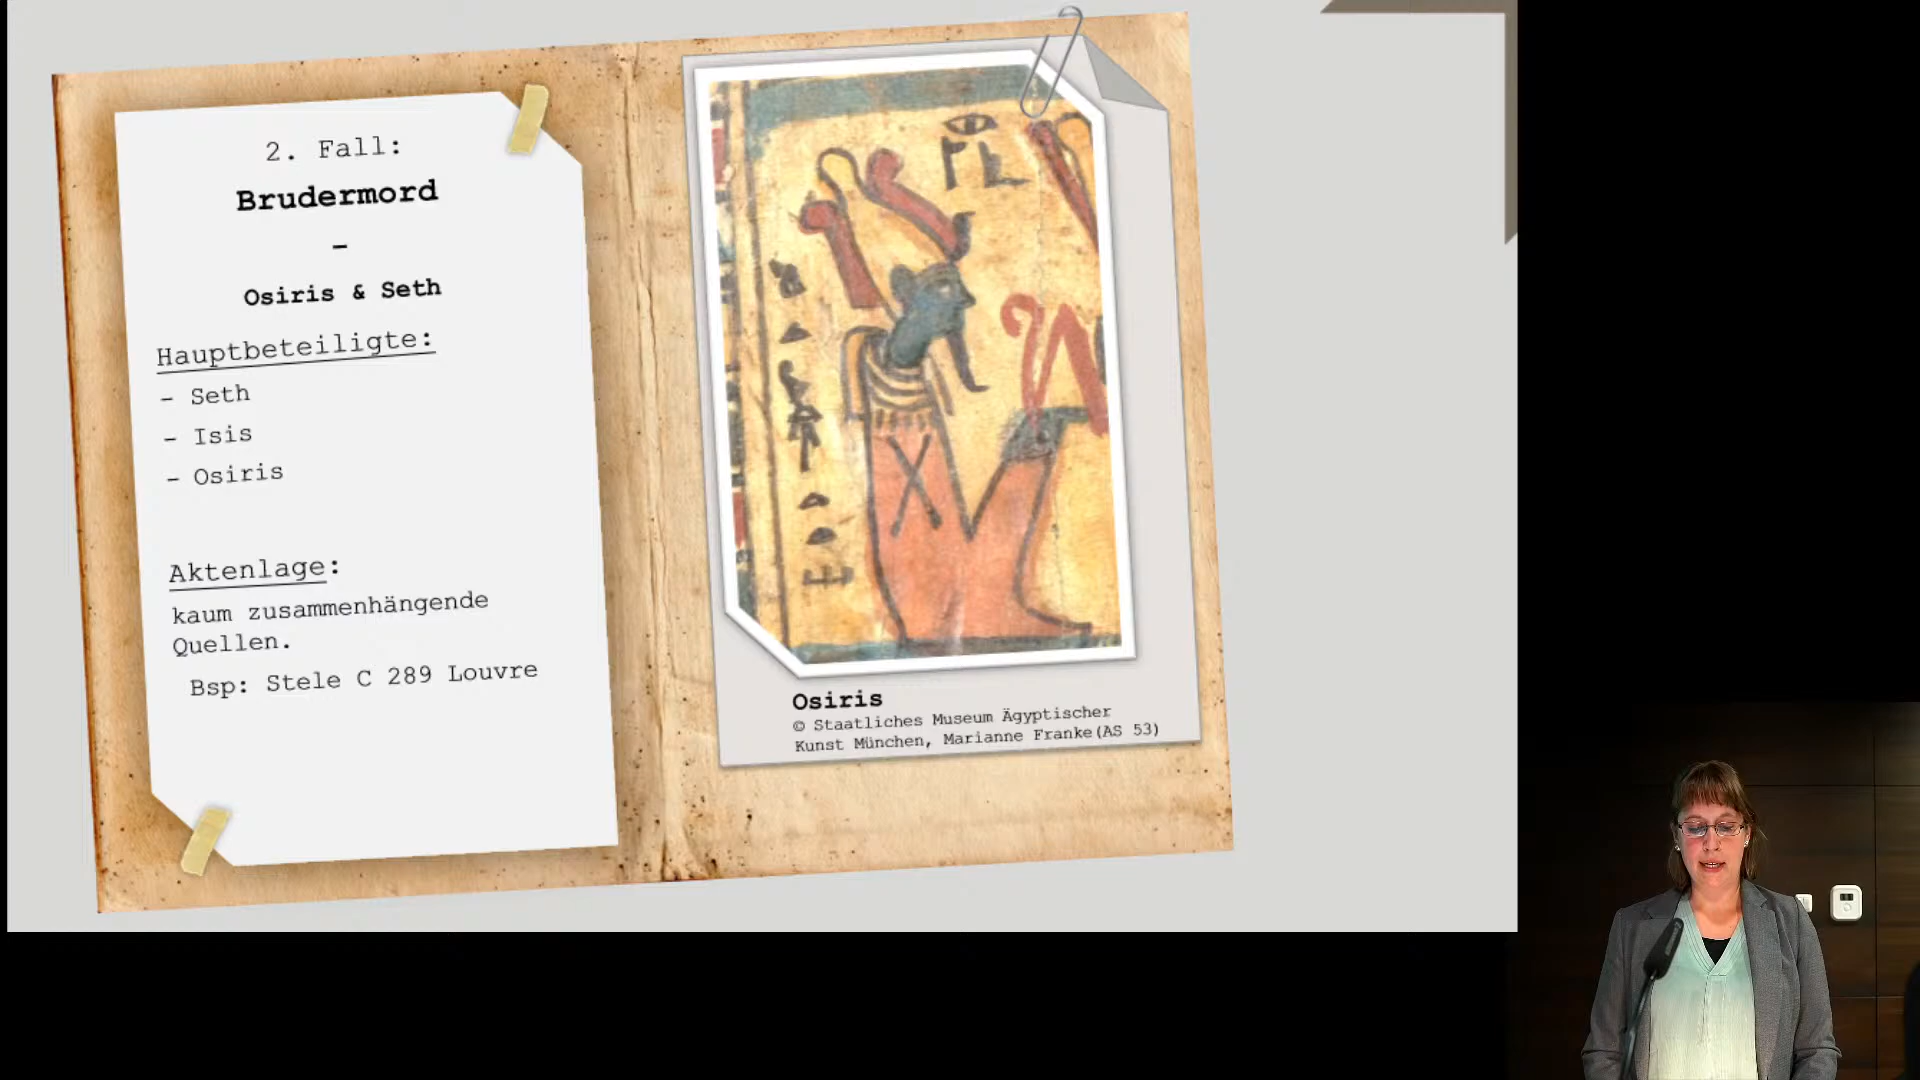 2. Fall:
Brudermord
–
Osiris & Seth
Hauptbeteiligte:
- Seth
- Isis
- Osiris
Aktenlage:
kaum zusammenhängende
Quellen.
Bsp: Stele C 289 Louvre
Osiris
© Staatliches Museum Ägyptischer
Kunst München, Marianne Franke(AS 53)